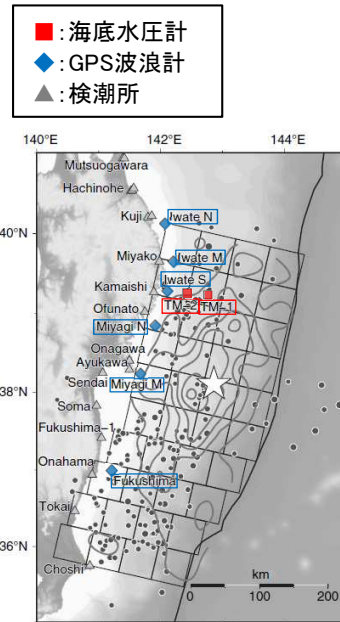 ■:海底水圧計
◆:GPS波浪計
▲:検潮所
140°E
142°E
144°E
Mutsuogawara
Hachinohe
40°N
Kuji
Iwate N
Miyako
Iwate M
Kamaishi
Iwate S
Ofunato
TM-2
TM-1
Miyagi N
Onagawa
Ayukawa
38°N
Sendai
Miyagi M
Soma
Fukushima-1
Onahama
Fukushima
Tokai
36°N
Choshi
km
0 100 200